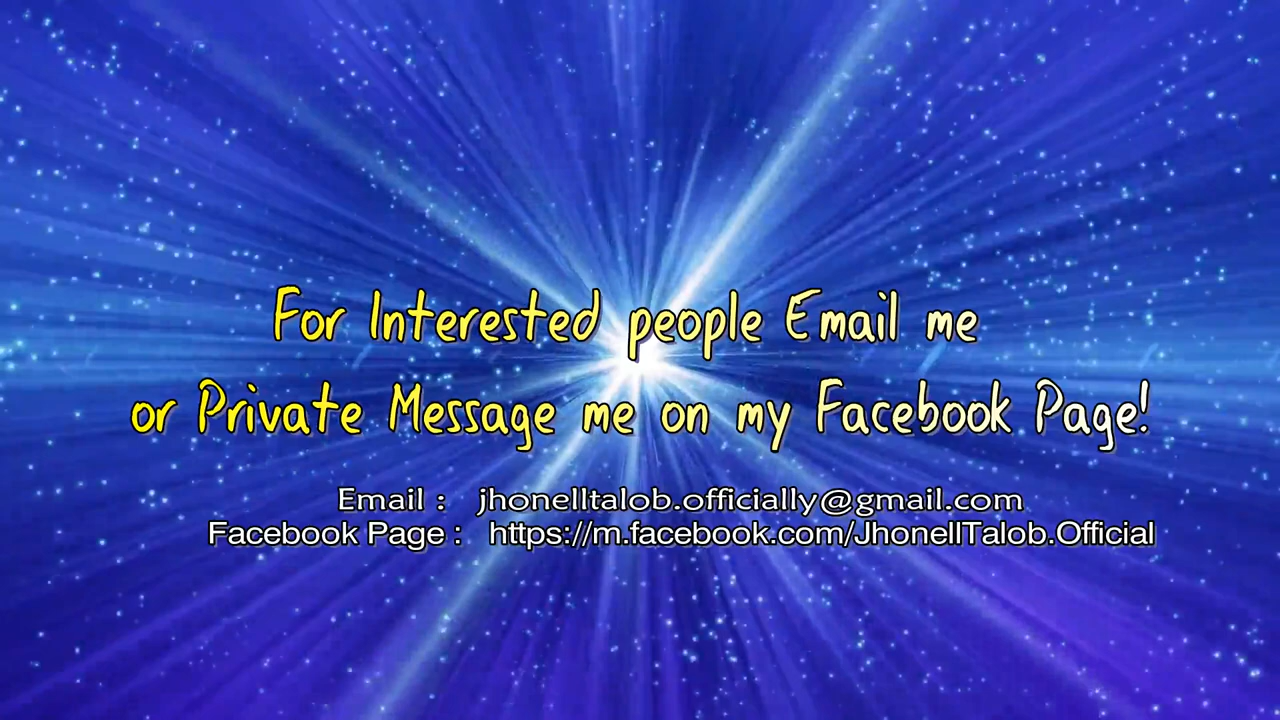 For Interested people Email me
or Private Message me on my Facebook Page!
Email : jhonelltalob.officially@gmail.com
Facebook Page : https://m.facebook.com/JhonellTalob.Official